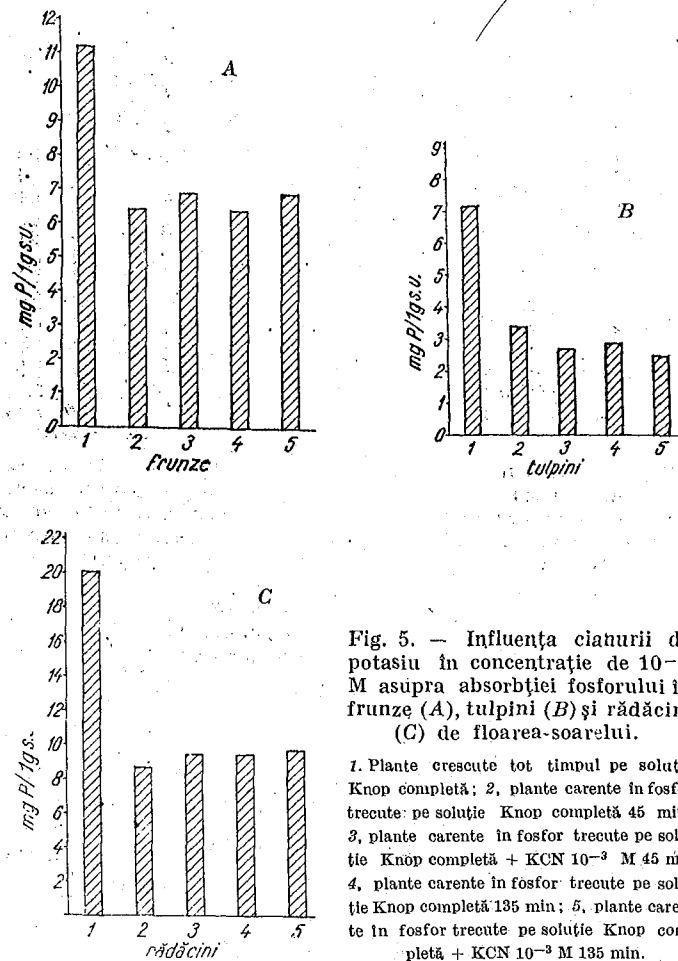 12
11
10
9
8
7
6
5
4
3
2
1
0
mg P/1g s.u.
A
1 2 3 4 5
frunze
9
8
7
6
5
4
3
2
1
0
mg P/1g s.u.
B
1 2 3 4 5
tulpini
22
20
18
16
14
12
10
8
6
4
2
mg P/1g s..
C
1 2 3 4 5
rădăcini
Fig. 5. — Influența cianurii d
potasiu în concentrație de 10−
M asupra absorbției fosforului î
frunze (A), tulpini (B) și rădăcin
(C) de floarea-soarelui.
1. Plante crescute tot timpul pe soluț
Knop completă; 2, plante carente în fosf
trecute pe soluție Knop completă 45 mi
3, plante carente în fosfor trecute pe sol
ție Knop completă + KCN 10−3 M 45 m
4, plante carente în fosfor trecute pe sol
ție Knop completă 135 min; 5, plante care
te în fosfor trecute pe soluție Knop co
pletă + KCN 10−3 M 135 min.